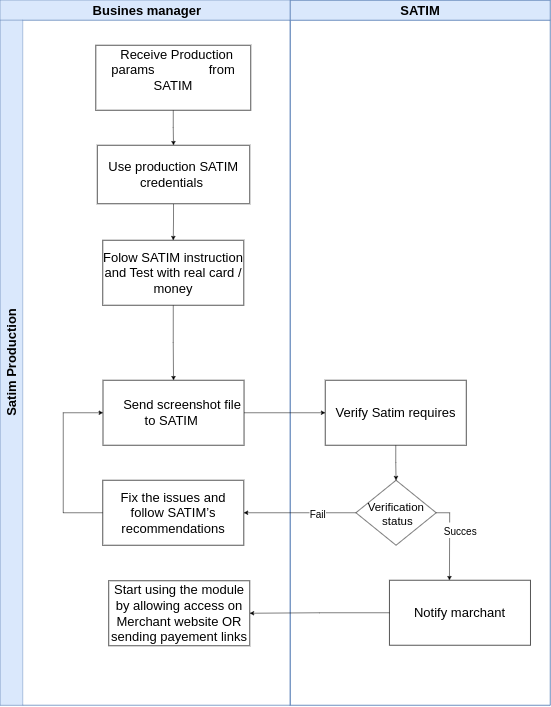 Busines manager
SATIM
Satim Production
Receive Production
params from
SATIM
Use production SATIM
credentials
Folow SATIM instruction
and Test with real card /
money
Send screenshot file
to SATIM
Verify Satim requires
Fix the issues and
follow SATIM's
recommendations
Fail
Verification
status
Succes
Start using the module
by allowing access on
Merchant website OR
sending payement links
Notify marchant